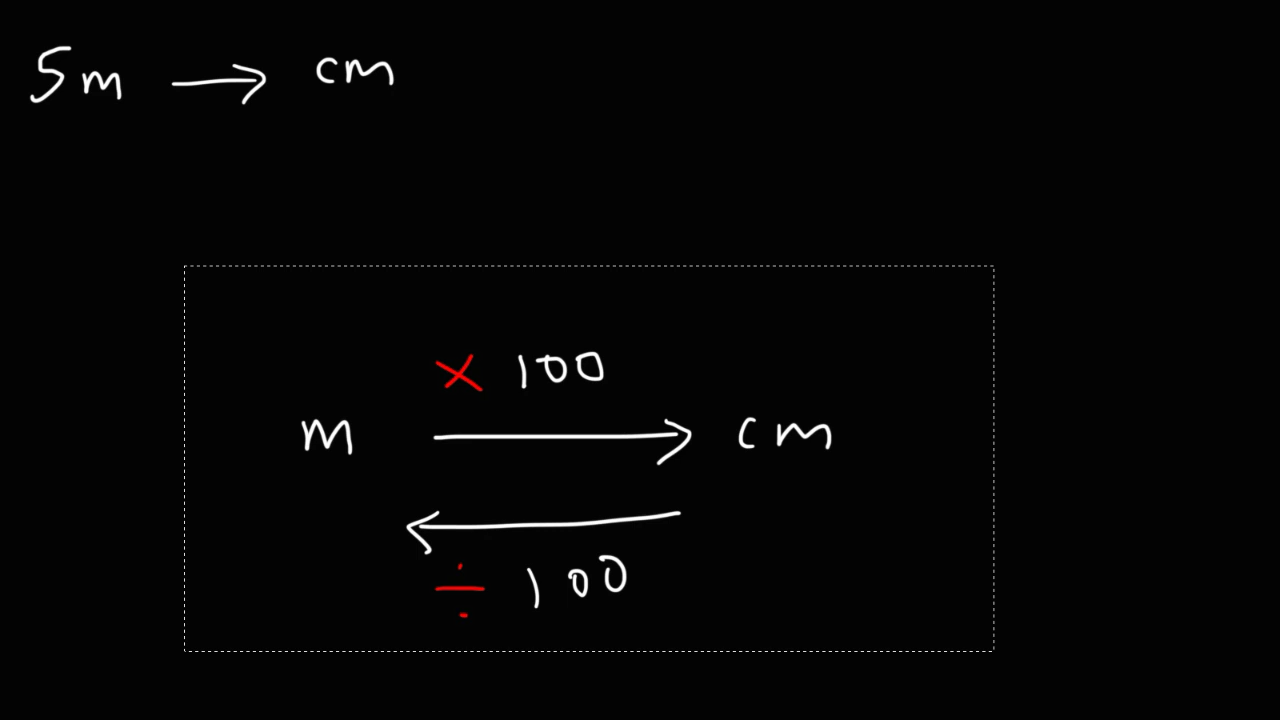 5m → cm
× 100
m → cm
←
÷ 100